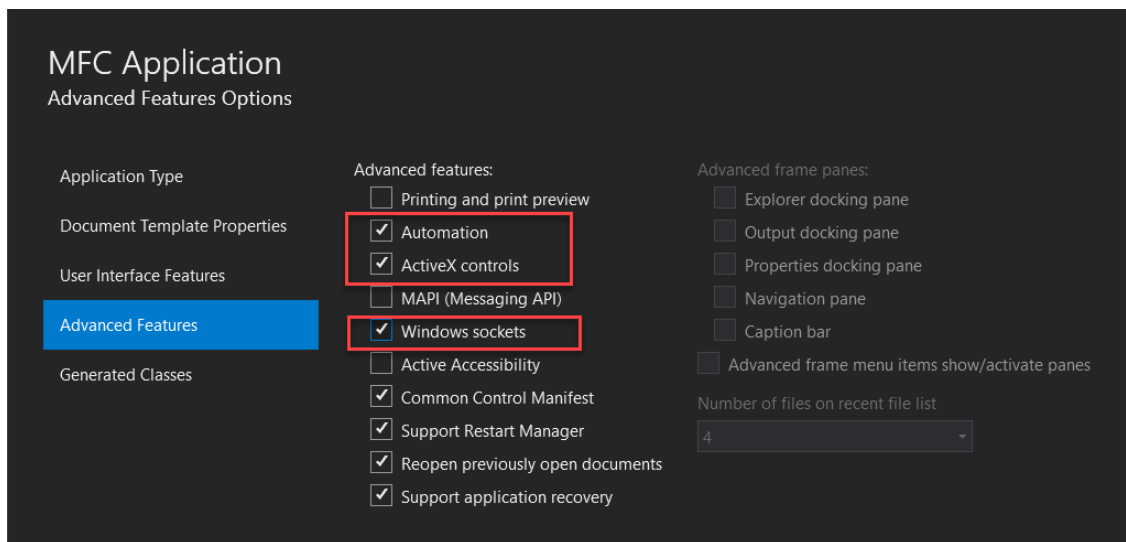 MFC Application
Advanced Features Options
Application Type
Document Template Properties
User Interface Features
Advanced Features
Generated Classes
Advanced features:
Printing and print preview
Automation
ActiveX controls
MAPI (Messaging API)
Windows sockets
Active Accessibility
Common Control Manifest
Support Restart Manager
Reopen previously open documents
Support application recovery
Advanced frame panes:
Explorer docking pane
Output docking pane
Properties docking pane
Navigation pane
Caption bar
Advanced frame menu items show/activate panes
Number of files on recent file list
4